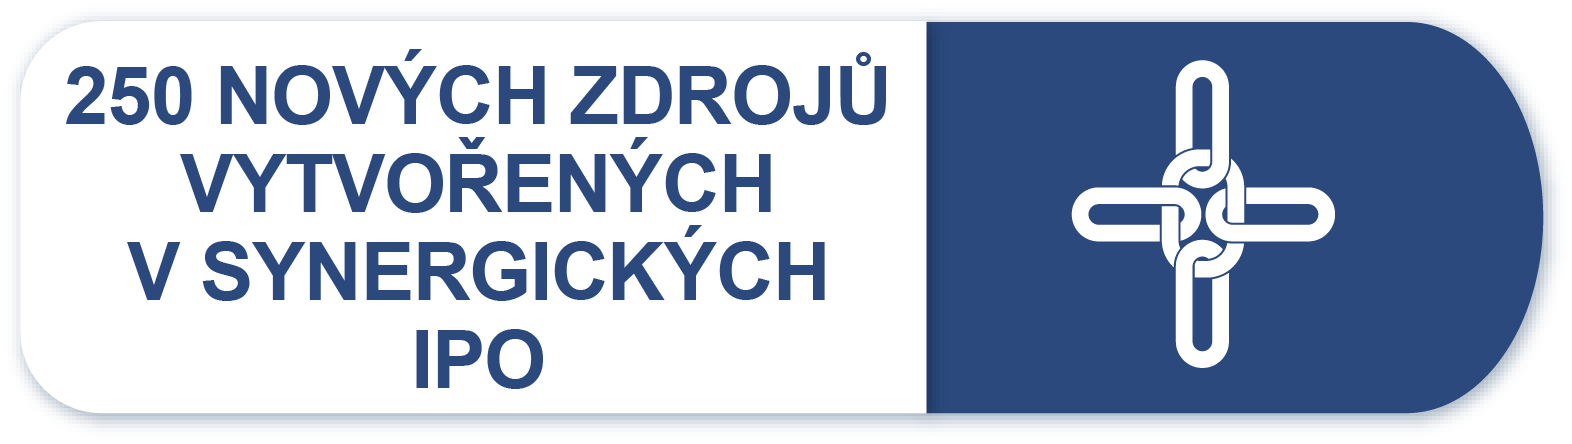 250 NOVÝCH ZDROJŮ
VYTVOŘENÝCH
V SYNERGICKÝCH
IPO